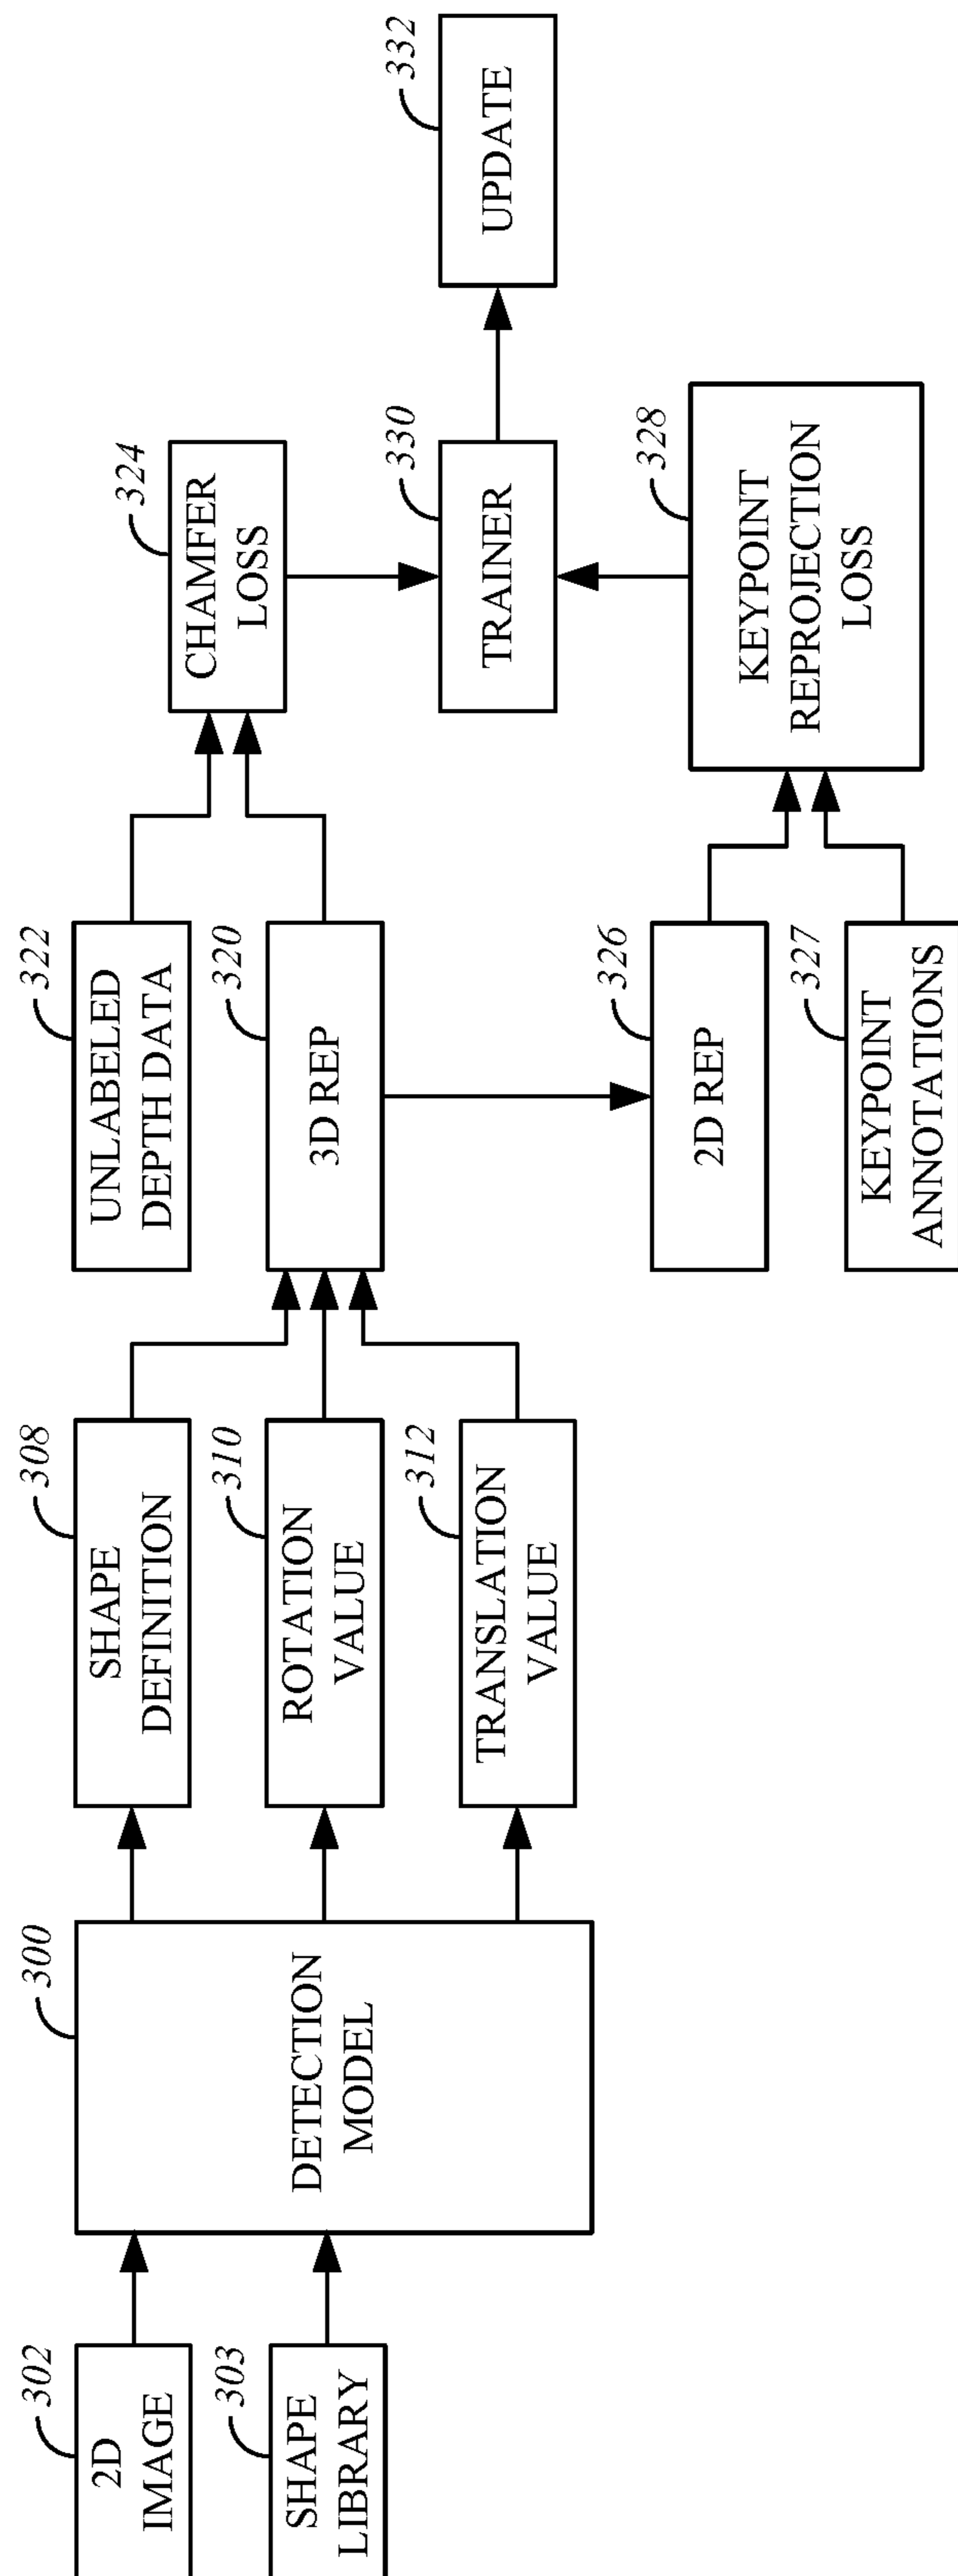 302
2D
IMAGE
303
SHAPE
LIBRARY
300
DETECTION
MODEL
308
SHAPE
DEFINITION
310
ROTATION
VALUE
312
TRANSLATION
VALUE
322
UNLABELED
DEPTH DATA
320
3D REP
326
2D REP
327
KEYPOINT
ANNOTATIONS
324
CHAMFER
LOSS
330
TRAINER
328
KEYPOINT
REPROJECTION
LOSS
332
UPDATE